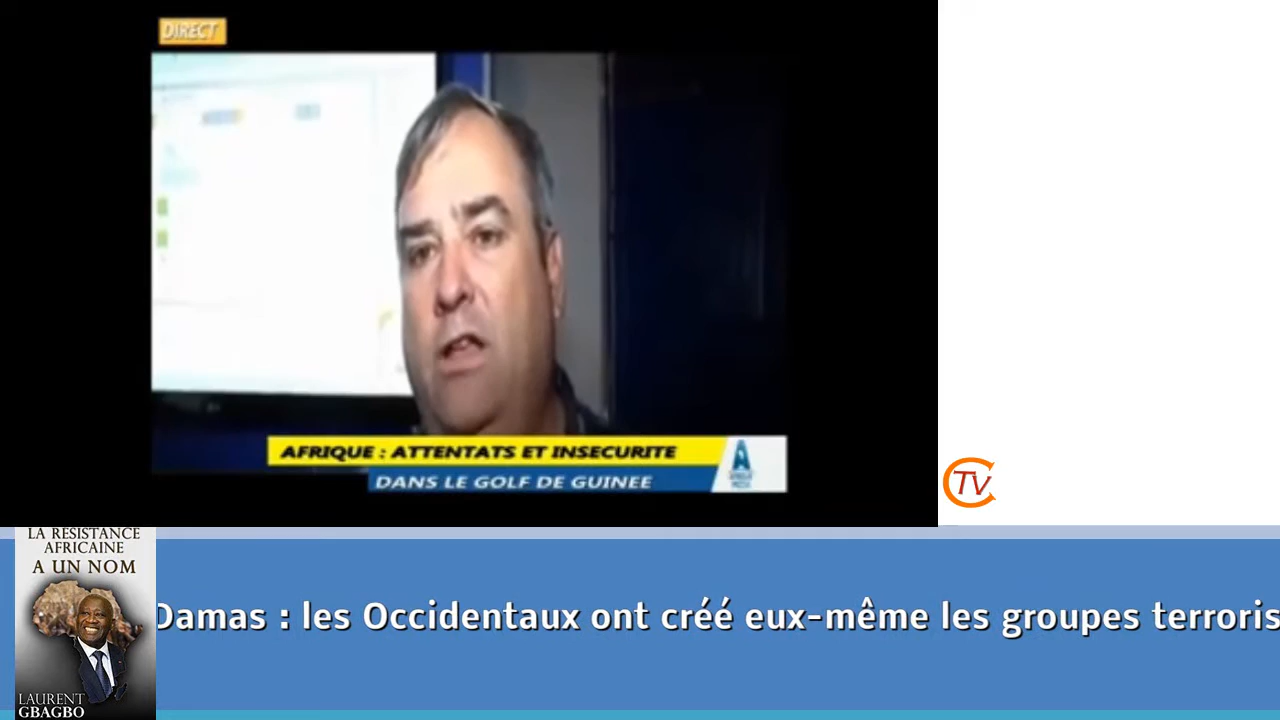 DIRECT
AFRIQUE : ATTENTATS ET INSECURITE
DANS LE GOLF DE GUINEE
TV
LA RESISTANCE
AFRICAINE
A UN NOM
Damas : les Occidentaux ont créé eux-même les groupes terroris
LAURENT
GBAGBO